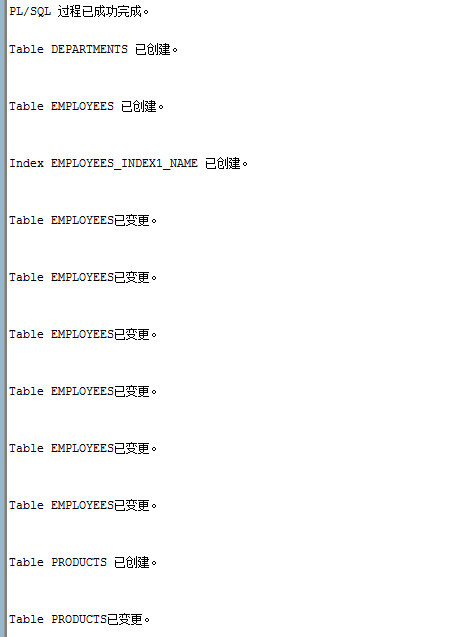 PL/SQL 过程已成功完成。
Table DEPARTMENTS 已创建。
Table EMPLOYEES 已创建。
Index EMPLOYEES_INDEX1_NAME 已创建。
Table EMPLOYEES已变更。
Table EMPLOYEES已变更。
Table EMPLOYEES已变更。
Table EMPLOYEES已变更。
Table EMPLOYEES已变更。
Table EMPLOYEES已变更。
Table PRODUCTS 已创建。
Table PRODUCTS已变更。